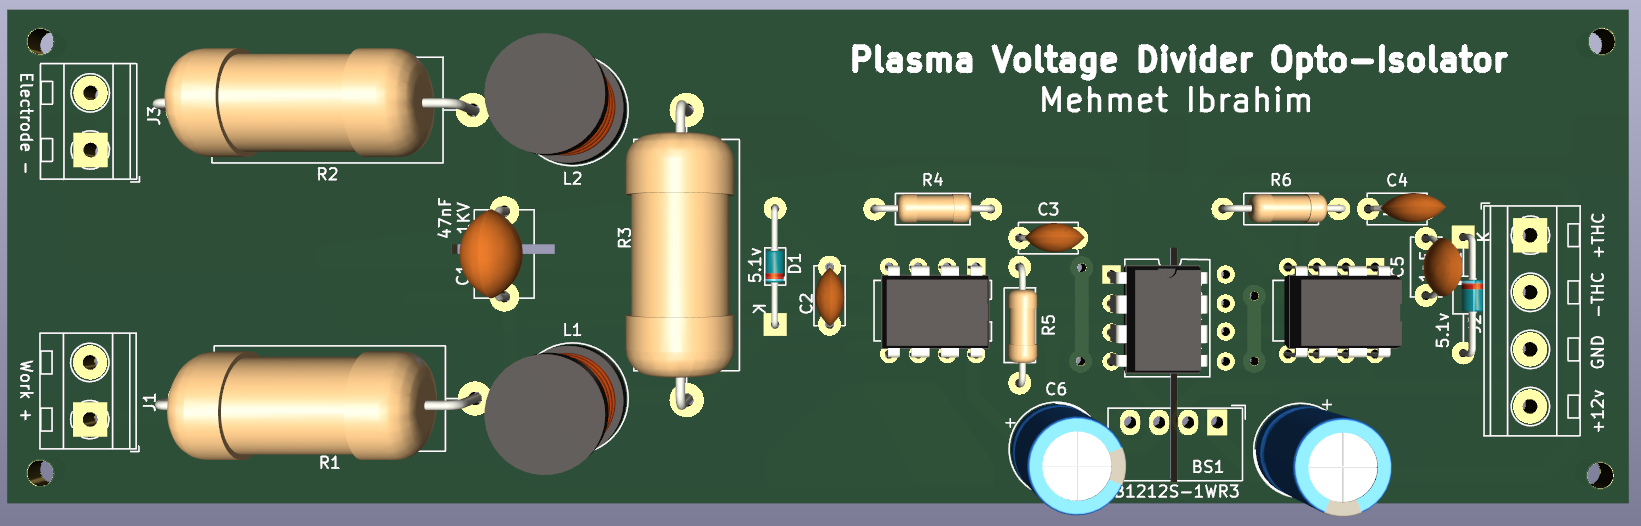 Plasma Voltage Divider Opto-Isolator
Mehmet Ibrahim
Electrode -
J3
R2
L2
47nF
1KV
C1
R3
5.1v
D1
K
C2
R4
C3
R5
R6
C4
K
C5
5.1v
+THC
-THC
GND
+12v
Work +
J1
R1
L1
C6
+
+
BS1
B1212S-1WR3